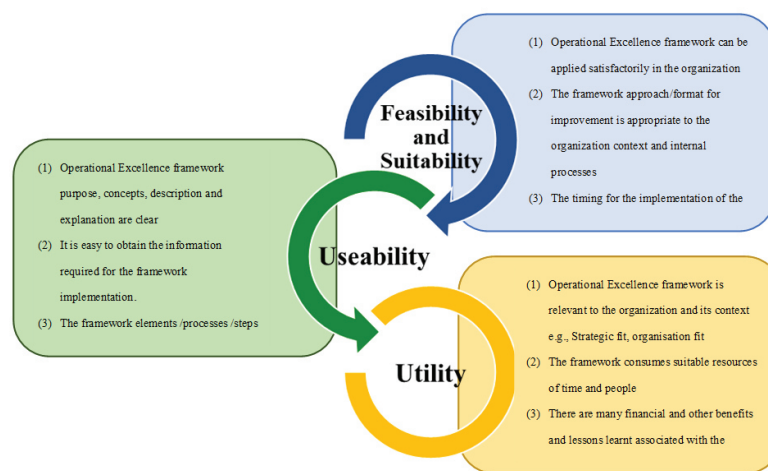 (1) Operational Excellence framework can be
applied satisfactorily in the organization
(2) The framework approach/format for
improvement is appropriate to the
organization context and internal
processes
(3) The timing for the implementation of the
Feasibility
and
Suitability
(1) Operational Excellence framework
purpose, concepts, description and
explanation are clear
(2) It is easy to obtain the information
required for the framework
implementation.
(3) The framework elements /processes /steps
Useability
(1) Operational Excellence framework is
relevant to the organization and its context
e.g., Strategic fit, organisation fit
(2) The framework consumes suitable resources
of time and people
(3) There are many financial and other benefits
and lessons learnt associated with the
Utility